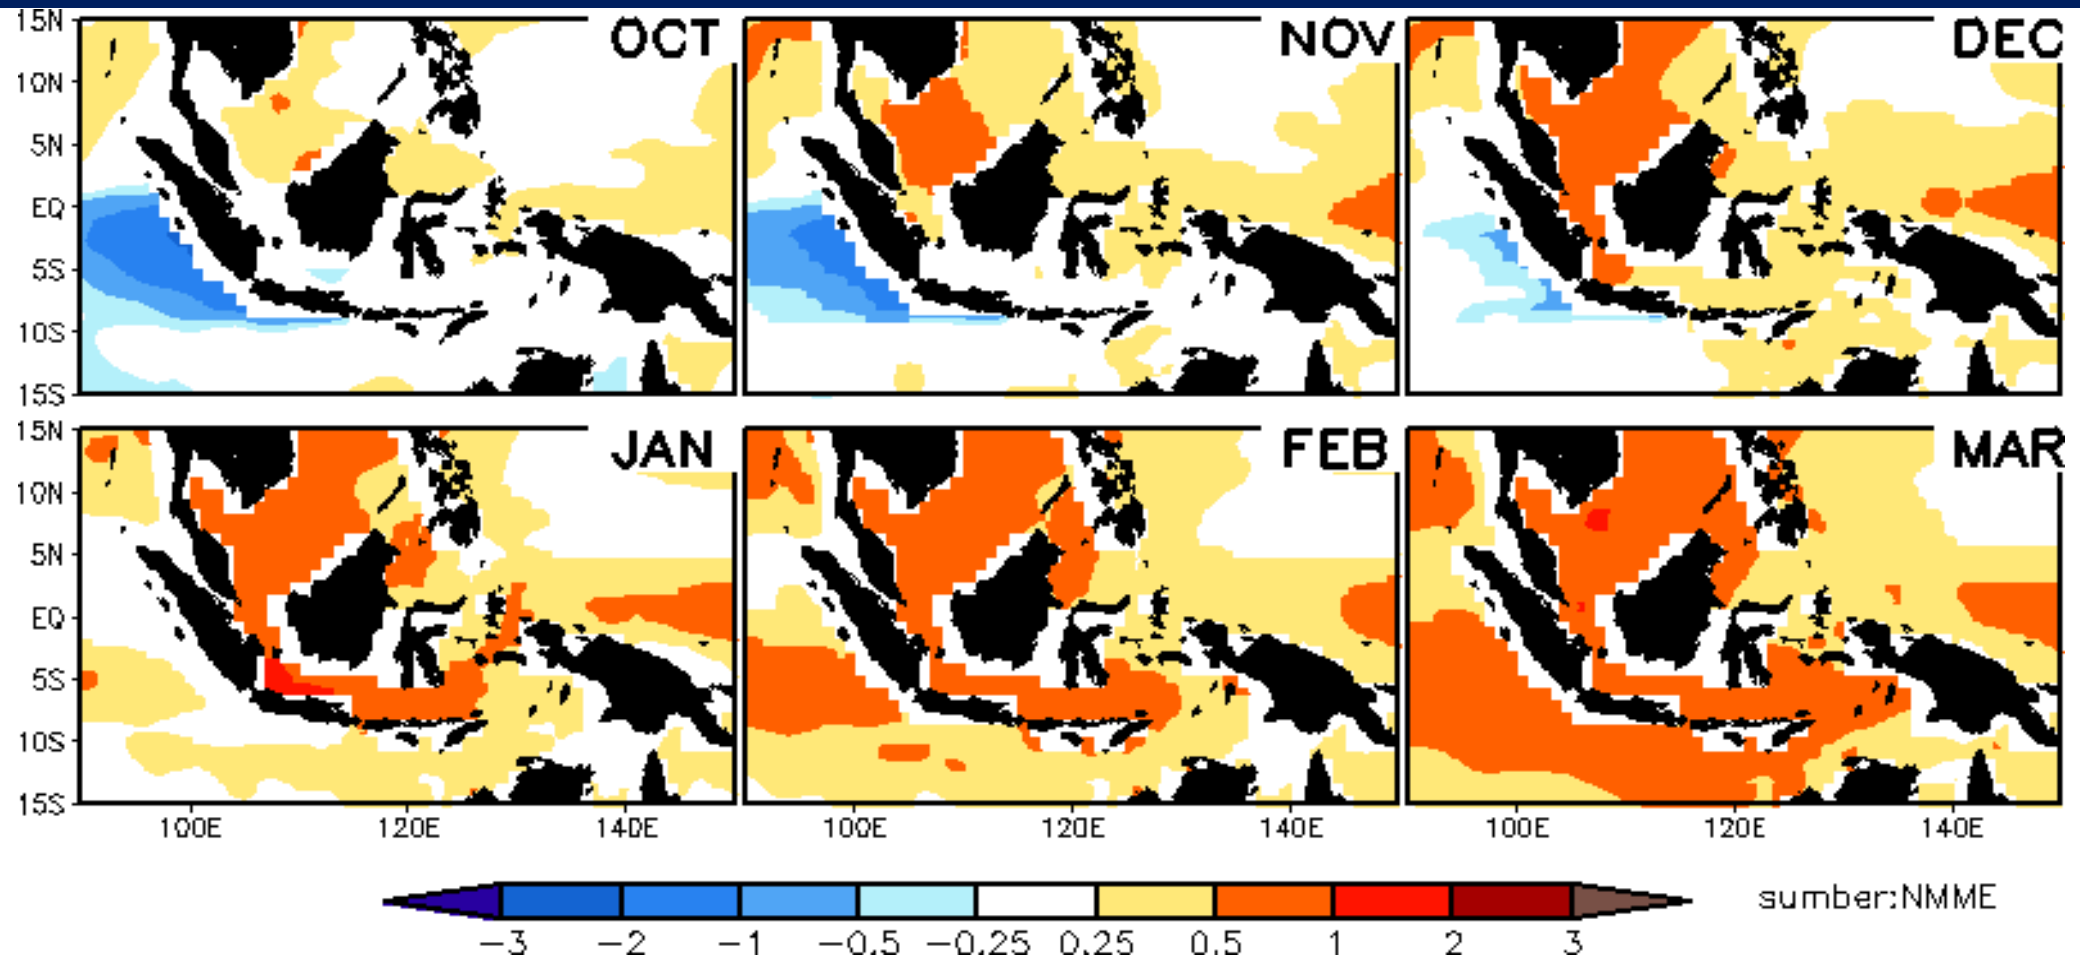 OCT NOV DEC
15N
10N
5N
EQ
5S
10S
15S
JAN FEB MAR
15N
10N
5N
EQ
5S
10S
15S
100E 120E 140E 100E 120E 140E 100E 120E 140E
−3 −2 −1 −0.5 −0.25 0.25 0.5 1 2 3
sumber:NMME